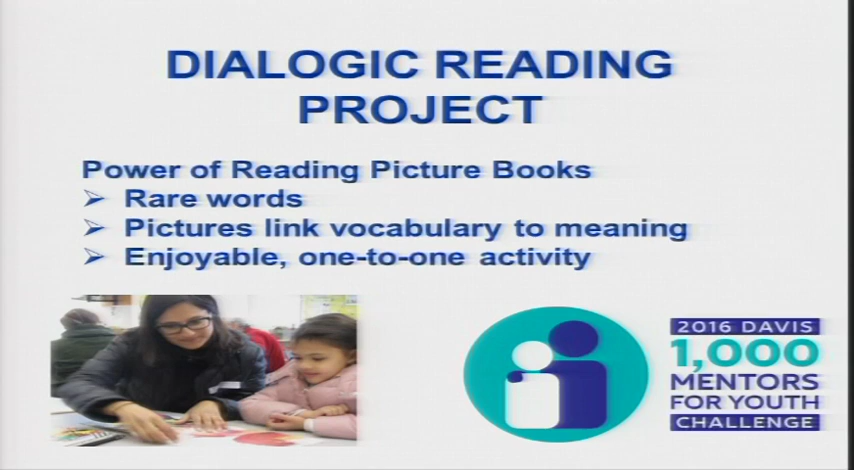 DIALOGIC READING
PROJECT
Power of Reading Picture Books
Rare words
Pictures link vocabulary to meaning
Enjoyable, one-to-one activity
2016 DAVIS
1,000
MENTORS
FOR YOUTH
CHALLENGE